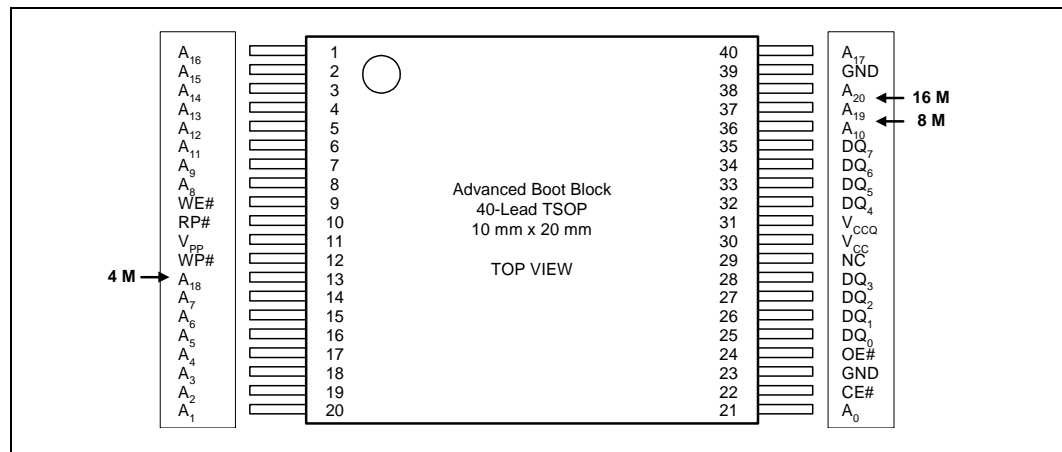 A16 1 40 A17
A15 2 39 GND
A14 3 38 A20 16 M
A13 4 37 A19 8 M
A12 5 36 A10
A11 6 35 DQ7
A9 7 34 DQ6
A8 8 33 DQ5
WE# 9 32 DQ4
RP# 10 31 VCCQ
VPP 11 30 VCC
WP# 12 29 NC
4 M A18 13 28 DQ3
A7 14 27 DQ2
A6 15 26 DQ1
A5 16 25 DQ0
A4 17 24 OE#
A3 18 23 GND
A2 19 22 CE#
A1 20 21 A0
Advanced Boot Block
40-Lead TSOP
10 mm x 20 mm
TOP VIEW